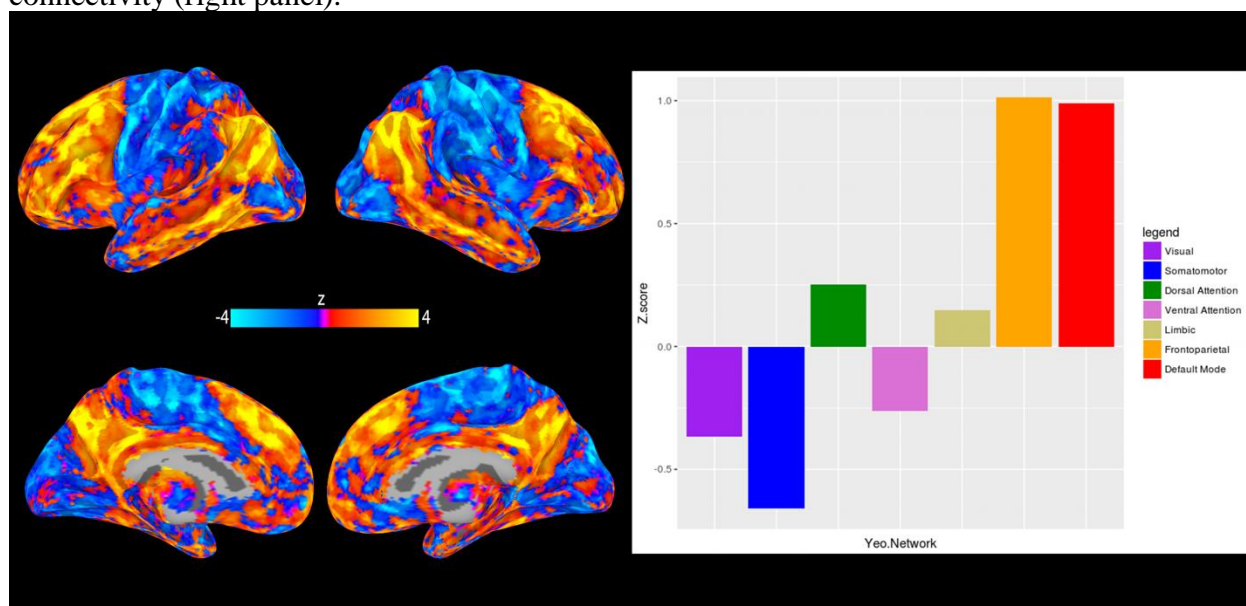 connectivity (right panel).
z
-4 4
1.0
0.5
0.0
-0.5
Z.score
Yeo.Network
legend
Visual
Somatomotor
Dorsal Attention
Ventral Attention
Limbic
Frontoparietal
Default Mode